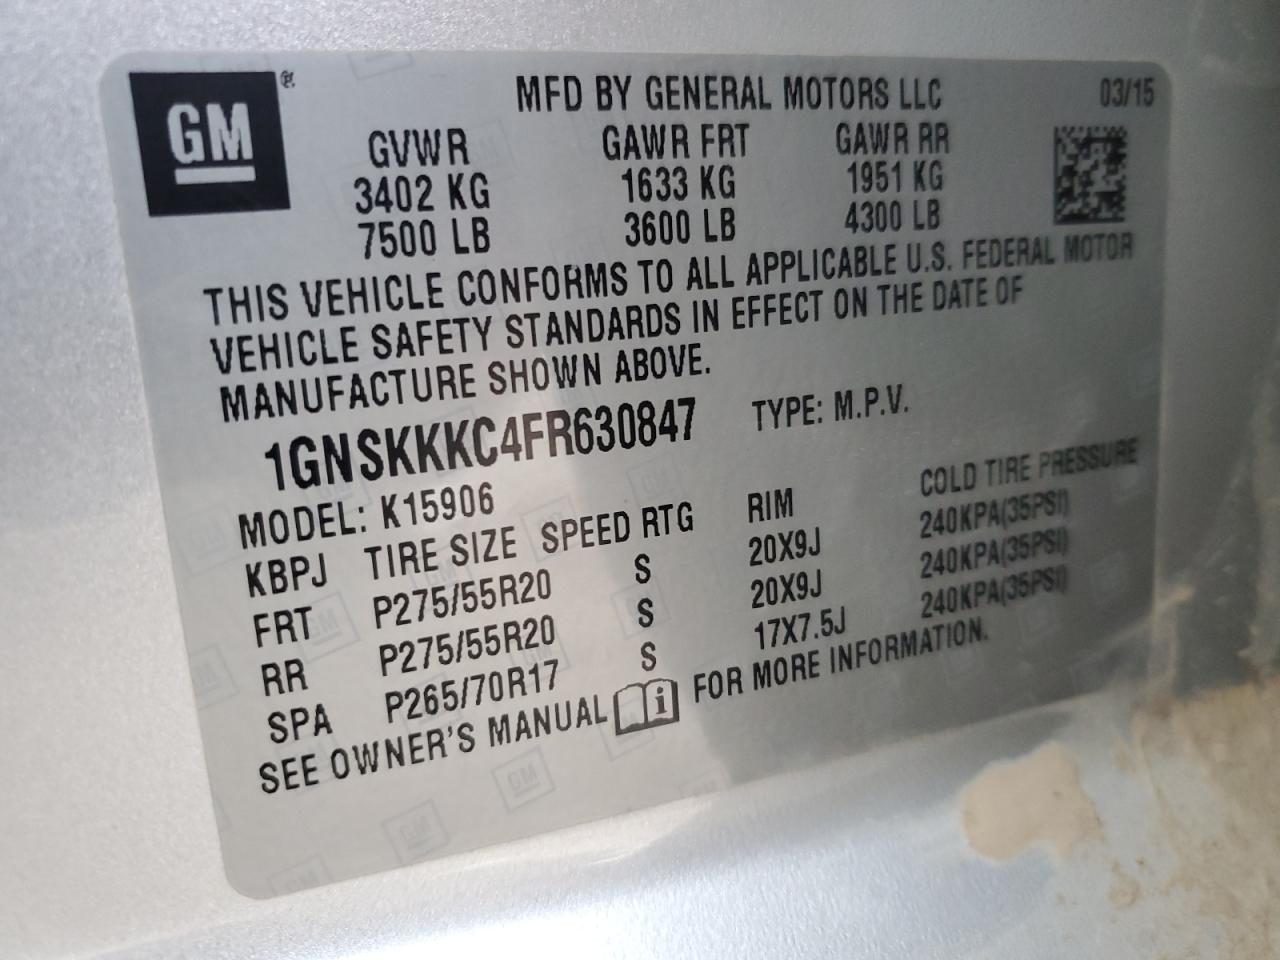 GM ®
MFD BY GENERAL MOTORS LLC 03/15
GVWR GAWR FRT GAWR RR
3402 KG 1633 KG 1951 KG
7500 LB 3600 LB 4300 LB
THIS VEHICLE CONFORMS TO ALL APPLICABLE U.S. FEDERAL MOTOR
VEHICLE SAFETY STANDARDS IN EFFECT ON THE DATE OF
MANUFACTURE SHOWN ABOVE.
1GNSKKKC4FR630847 TYPE: M.P.V.
MODEL: K15906
KBPJ TIRE SIZE SPEED RTG RIM COLD TIRE PRESSURE
FRT P275/55R20 S 20X9J 240KPA(35PSI)
RR P275/55R20 S 20X9J 240KPA(35PSI)
SPA P265/70R17 S 17X7.5J 240KPA(35PSI)
SEE OWNER'S MANUAL i FOR MORE INFORMATION.